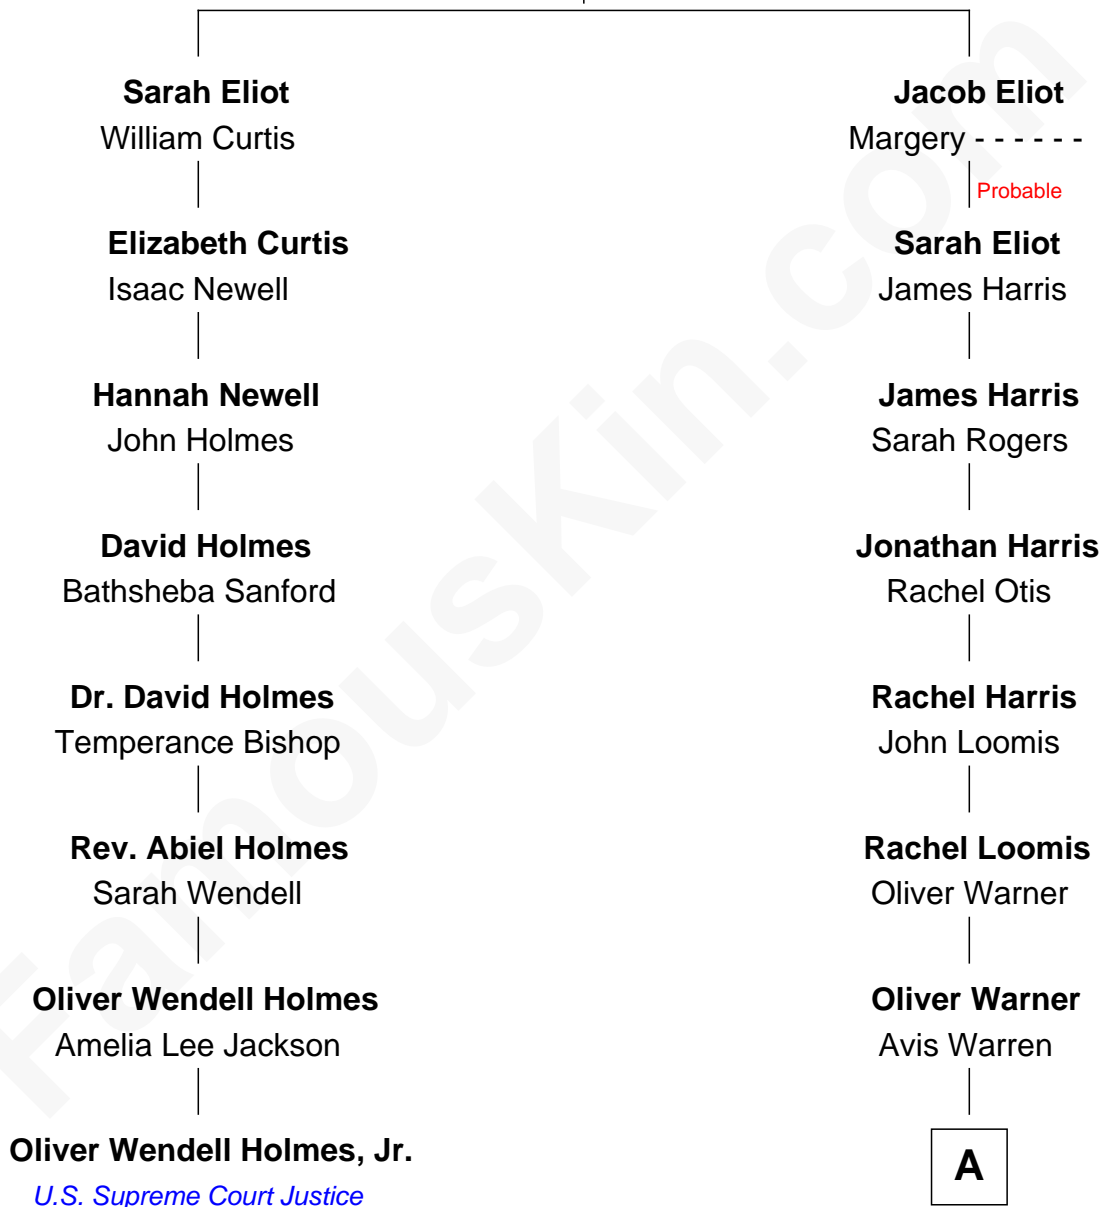 Sarah Eliot
William Curtis
Jacob Eliot
Margery - - - - - -
Probable
Elizabeth Curtis
Isaac Newell
Sarah Eliot
James Harris
Hannah Newell
John Holmes
James Harris
Sarah Rogers
David Holmes
Bathsheba Sanford
Jonathan Harris
Rachel Otis
Dr. David Holmes
Temperance Bishop
Rachel Harris
John Loomis
Rev. Abiel Holmes
Sarah Wendell
Rachel Loomis
Oliver Warner
Oliver Wendell Holmes
Amelia Lee Jackson
Oliver Warner
Avis Warren
Oliver Wendell Holmes, Jr.
U.S. Supreme Court Justice
A
FamousKin.com